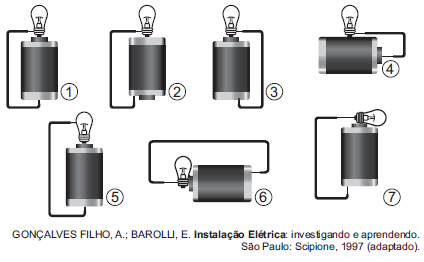 1 2 3 4
5 6 7
GONÇALVES FILHO, A.; BAROLLI, E. Instalação Elétrica: investigando e aprendendo.
São Paulo: Scipione, 1997 (adaptado).